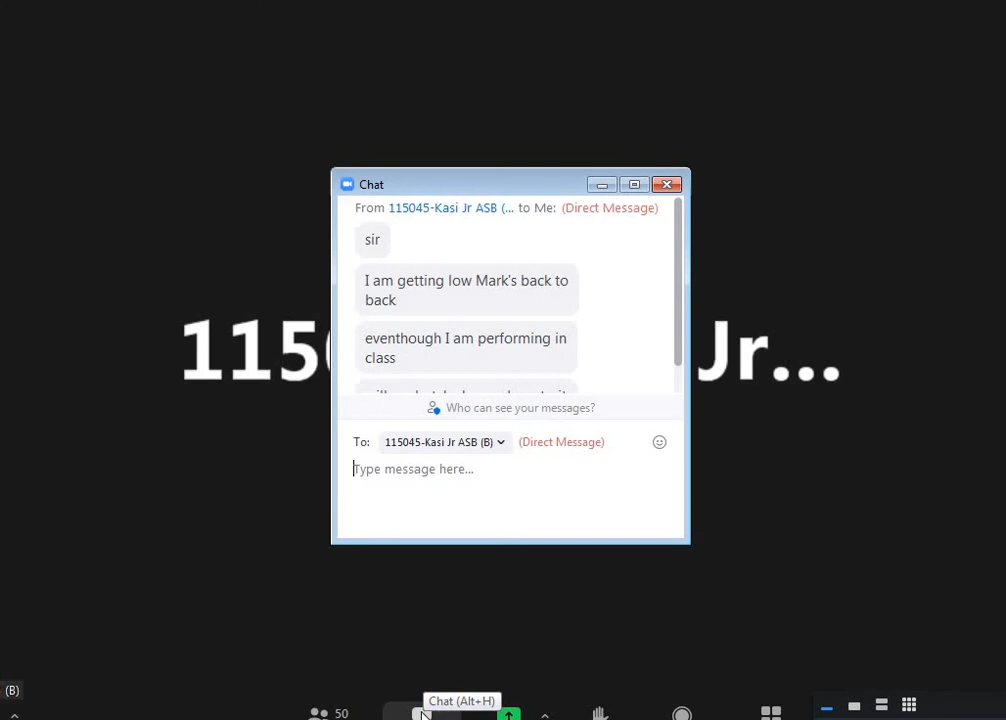 Chat
From 115045-Kasi Jr ASB (... to Me: (Direct Message)
sir
I am getting low Mark's back to
back
eventhough I am performing in
class
115
Jr...
Who can see your messages?
To: 115045-Kasi Jr ASB (B) (Direct Message)
Type message here...
(B)
Chat (Alt+H)
50